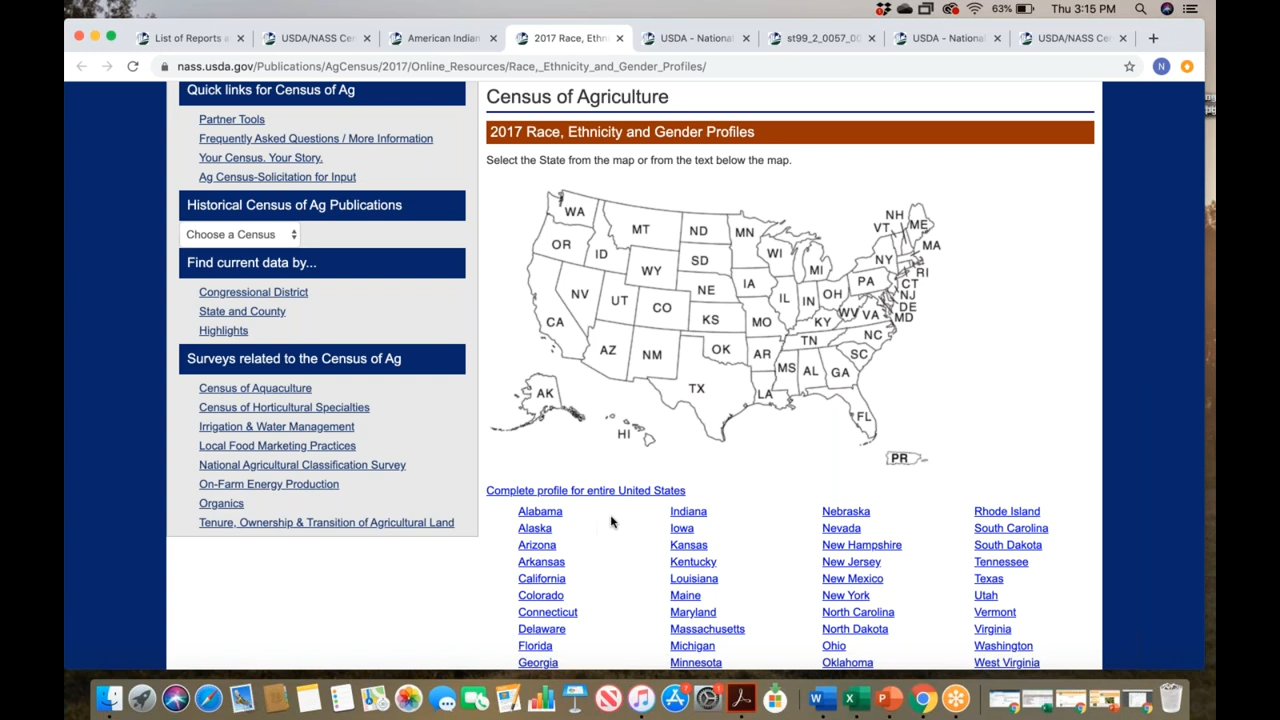 63%
Thu 3:15 PM
List of Reports a
USDA/NASS Cen
American Indian
2017 Race, Ethni
USDA - National
st99_2_0057_00
USDA - National
USDA/NASS Cen
nass.usda.gov/Publications/AgCensus/2017/Online_Resources/Race,_Ethnicity_and_Gender_Profiles/
N
Quick links for Census of Ag
Partner Tools
Frequently Asked Questions / More Information
Your Census. Your Story.
Ag Census-Solicitation for Input
Historical Census of Ag Publications
Choose a Census
Find current data by...
Congressional District
State and County
Highlights
Surveys related to the Census of Ag
Census of Aquaculture
Census of Horticultural Specialties
Irrigation & Water Management
Local Food Marketing Practices
National Agricultural Classification Survey
On-Farm Energy Production
Organics
Tenure, Ownership & Transition of Agricultural Land
Census of Agriculture
2017 Race, Ethnicity and Gender Profiles
Select the State from the map or from the text below the map.
WA MT ND MN NH VT ME
OR ID SD WI MI NY MA
WY RI
NV UT NE IA PA CT
CO IL IN OH NJ
CA KS MO KY WV VA DE MD
AZ NM OK AR TN NC
MS AL GA SC
AK TX LA FL
HI
PR
Complete profile for entire United States
Alabama Indiana Nebraska Rhode Island
Alaska Iowa Nevada South Carolina
Arizona Kansas New Hampshire South Dakota
Arkansas Kentucky New Jersey Tennessee
California Louisiana New Mexico Texas
Colorado Maine New York Utah
Connecticut Maryland North Carolina Vermont
Delaware Massachusetts North Dakota Virginia
Florida Michigan Ohio Washington
Georgia Minnesota Oklahoma West Virginia